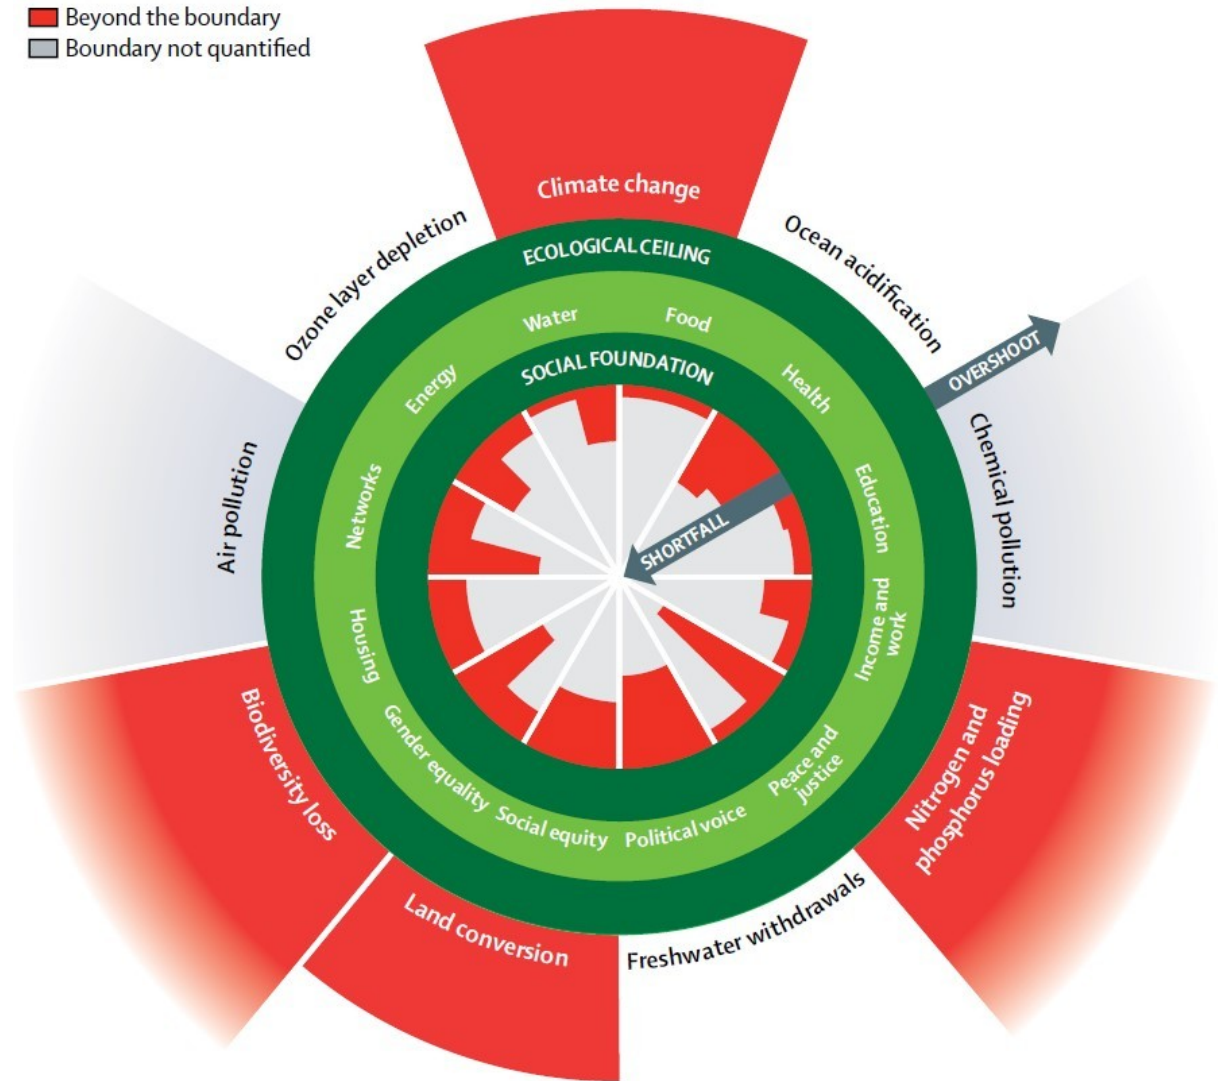 Beyond the boundary
Boundary not quantified
Climate change
Ozone layer depletion
Ocean acidification
ECOLOGICAL CEILING
Water
Food
Energy
Health
SOCIAL FOUNDATION
OVERSHOOT
Air pollution
Networks
Education
Chemical pollution
SHORTFALL
Housing
Income and
work
Biodiversity loss
Gender equality
Social equity
Political voice
Peace and
justice
Nitrogen and
phosphorus loading
Land conversion
Freshwater withdrawals